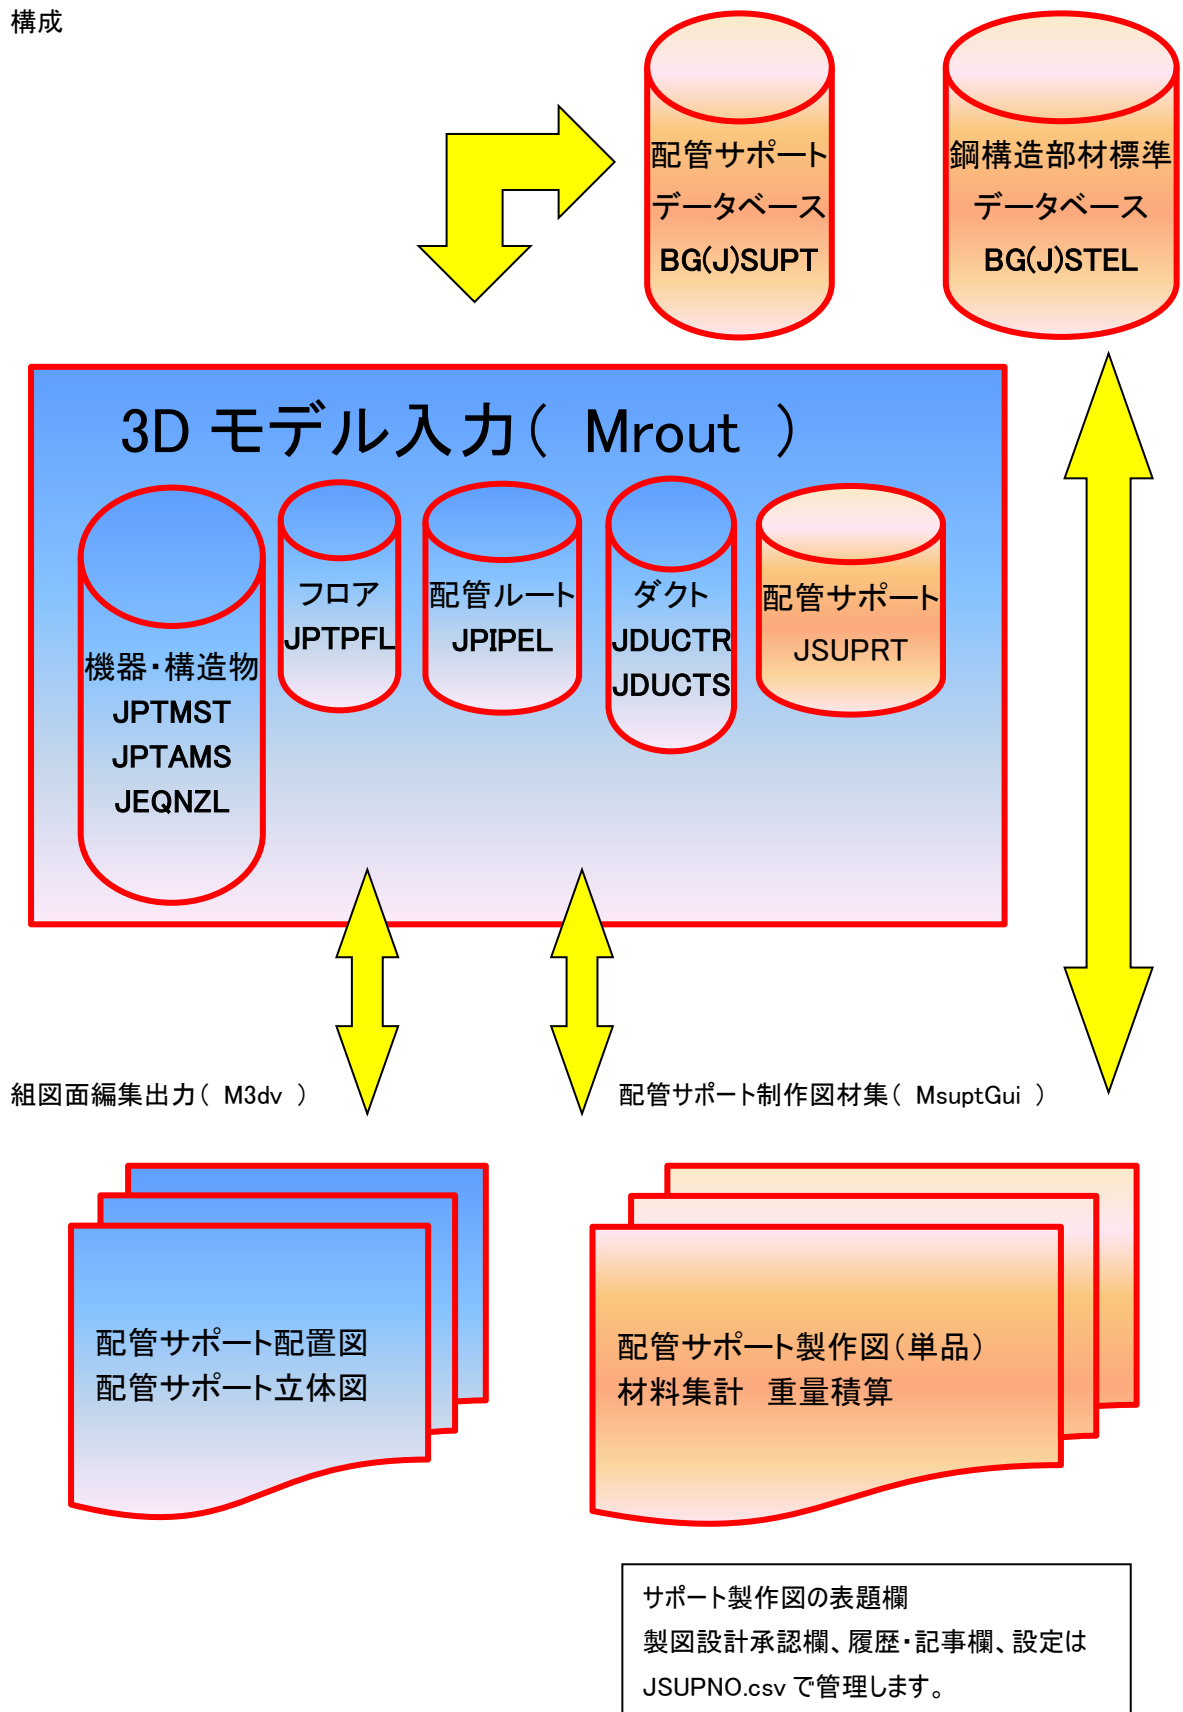 構成
配管サポート
データベース
BG(J)SUPT
鋼構造部材標準
データベース
BG(J)STEL
3D モデル入力( Mrout )
機器・構造物
JPTMST
JPTAMS
JEQNZL
フロア
JPTPFL
配管ルート
JPIPEL
ダクト
JDUCTR
JDUCTS
配管サポート
JSUPRT
組図面編集出力( M3dv )
配管サポート制作図材集( MsuptGui )
配管サポート配置図
配管サポート立体図
配管サポート製作図(単品)
材料集計 重量積算
サポート製作図の表題欄
製図設計承認欄、履歴・記事欄、設定は
JSUPNO.csv で管理します。